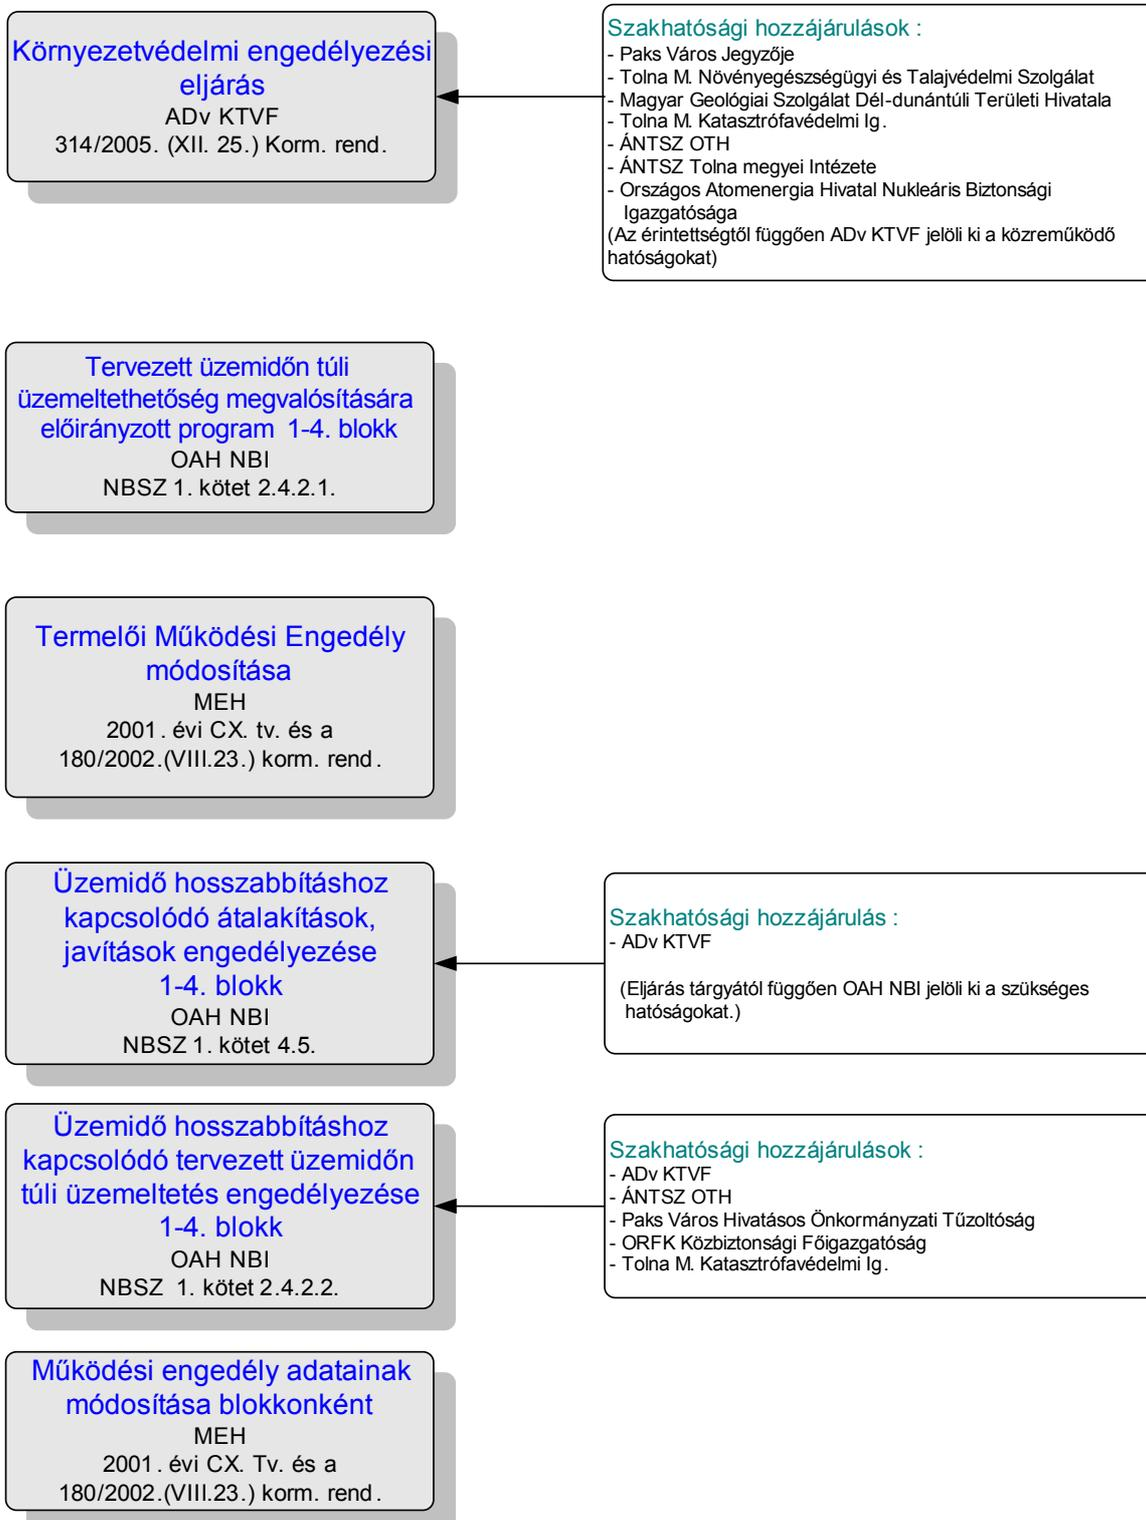 Környezetvédelmi engedélyezési
eljárás
ADv KTVF
314/2005. (XII. 25.) Korm. rend.
Szakhatósági hozzájárulások :
- Paks Város Jegyzője
- Tolna M. Növényegészségügyi és Talajvédelmi Szolgálat
- Magyar Geológiai Szolgálat Dél-dunántúli Területi Hivatala
- Tolna M. Katasztrófavédelmi Ig.
- ÁNTSZ OTH
- ÁNTSZ Tolna megyei Intézete
- Országos Atomenergia Hivatal Nukleáris Biztonsági
Igazgatósága
(Az érintettségtől függően ADv KTVF jelöli ki a közreműködő
hatóságokat)
Tervezett üzemidőn túli
üzemeltethetőség megvalósítására
előirányzott program 1-4. blokk
OAH NBI
NBSZ 1. kötet 2.4.2.1.
Termelői Működési Engedély
módosítása
MEH
2001. évi CX. tv. és a
180/2002.(VIII.23.) korm. rend.
Üzemidő hosszabbításhoz
kapcsolódó átalakítások,
javítások engedélyezése
1-4. blokk
OAH NBI
NBSZ 1. kötet 4.5.
Szakhatósági hozzájárulás :
- ADv KTVF
(Eljárás tárgyától függően OAH NBI jelöli ki a szükséges
hatóságokat.)
Üzemidő hosszabbításhoz
kapcsolódó tervezett üzemidőn
túli üzemeltetés engedélyezése
1-4. blokk
OAH NBI
NBSZ 1. kötet 2.4.2.2.
Szakhatósági hozzájárulások :
- ADv KTVF
- ÁNTSZ OTH
- Paks Város Hivatásos Önkormányzati Tűzoltóság
- ORFK Közbiztonsági Főigazgatóság
- Tolna M. Katasztrófavédelmi Ig.
Működési engedély adatainak
módosítása blokkonként
MEH
2001. évi CX. Tv. és a
180/2002.(VIII.23.) korm. rend.